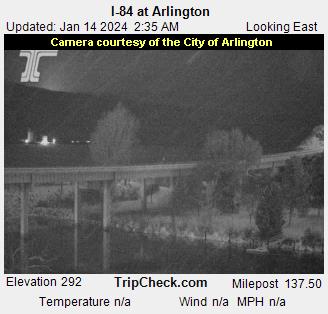 I-84 at Arlington
Updated: Jan 14 2024 2:35 AM Looking East
Camera courtesy of the City of Arlington
Elevation 292 TripCheck.com Milepost 137.50
Temperature n/a Wind n/a MPH n/a